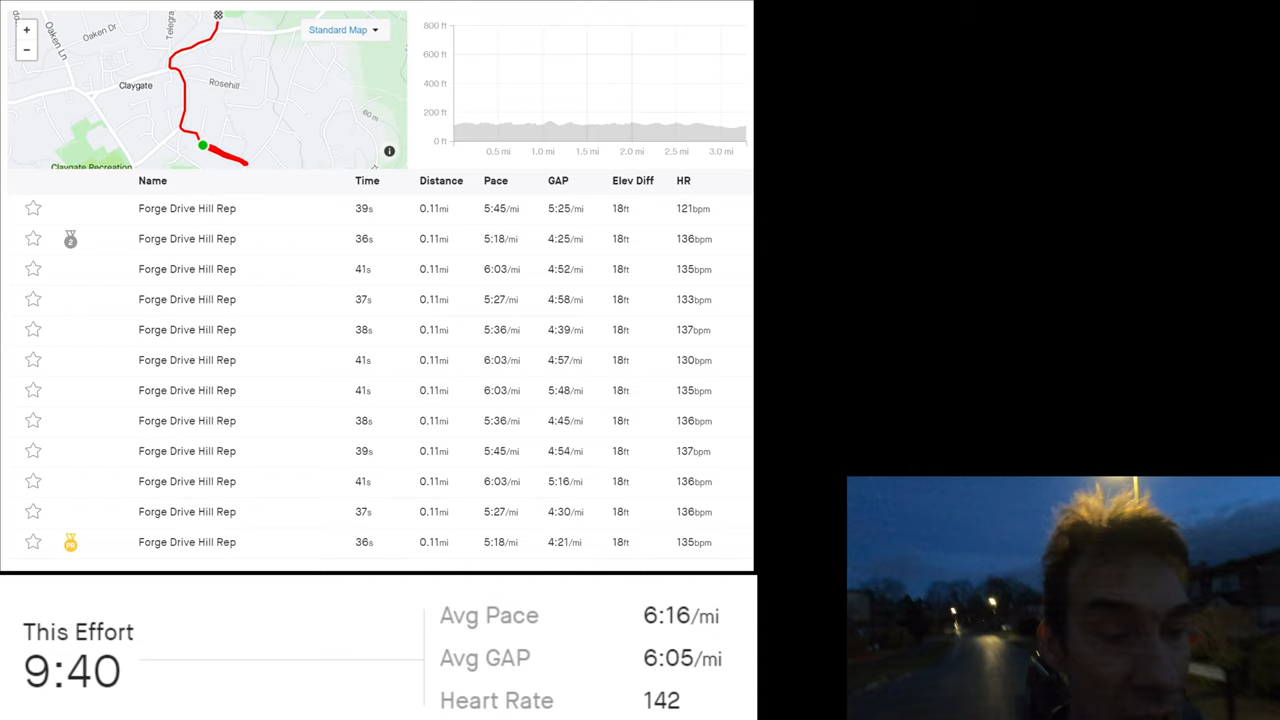 +
−
Oaken Ln
Oaken Dr
Telegra
Standard Map
Claygate
Rosehill
60 m
Claygate Recreation
800 ft
600 ft
400 ft
200 ft
0 ft
0.5 mi 1.0 mi 1.5 mi 2.0 mi 2.5 mi 3.0 mi
Name Time Distance Pace GAP Elev Diff HR
Forge Drive Hill Rep 39s 0.11mi 5:45/mi 5:25/mi 18ft 121bpm
2 Forge Drive Hill Rep 36s 0.11mi 5:18/mi 4:25/mi 18ft 136bpm
Forge Drive Hill Rep 41s 0.11mi 6:03/mi 4:52/mi 18ft 135bpm
Forge Drive Hill Rep 37s 0.11mi 5:27/mi 4:58/mi 18ft 133bpm
Forge Drive Hill Rep 38s 0.11mi 5:36/mi 4:39/mi 18ft 137bpm
Forge Drive Hill Rep 41s 0.11mi 6:03/mi 4:57/mi 18ft 130bpm
Forge Drive Hill Rep 41s 0.11mi 6:03/mi 5:48/mi 18ft 135bpm
Forge Drive Hill Rep 38s 0.11mi 5:36/mi 4:45/mi 18ft 136bpm
Forge Drive Hill Rep 39s 0.11mi 5:45/mi 4:54/mi 18ft 137bpm
Forge Drive Hill Rep 41s 0.11mi 6:03/mi 5:16/mi 18ft 136bpm
Forge Drive Hill Rep 37s 0.11mi 5:27/mi 4:30/mi 18ft 136bpm
PR Forge Drive Hill Rep 36s 0.11mi 5:18/mi 4:21/mi 18ft 135bpm
This Effort
9:40
Avg Pace 6:16/mi
Avg GAP 6:05/mi
Heart Rate 142